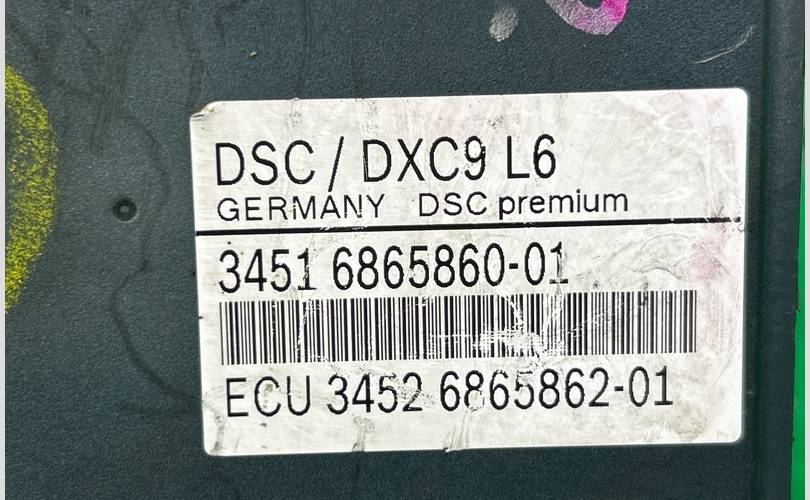 DSC / DXC9 L6
GERMANY DSC premium
3451 6865860-01
ECU 3452 6865862-01